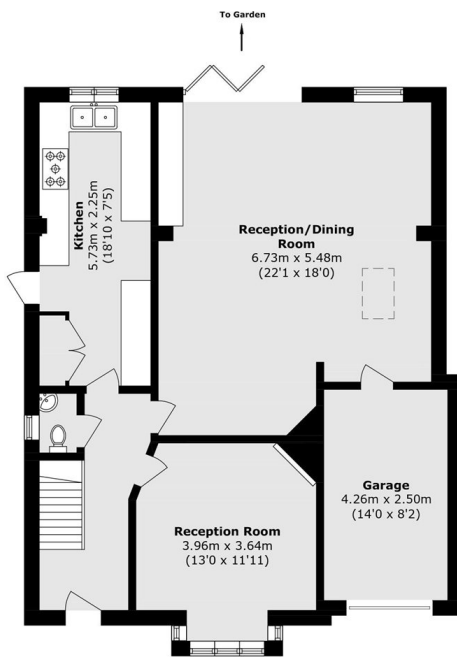 To Garden
Kitchen
5.73m x 2.25m
(18'10 x 7'5)
Reception/Dining
Room
6.73m x 5.48m
(22'1 x 18'0)
Garage
4.26m x 2.50m
(14'0 x 8'2)
Reception Room
3.96m x 3.64m
(13'0 x 11'11)